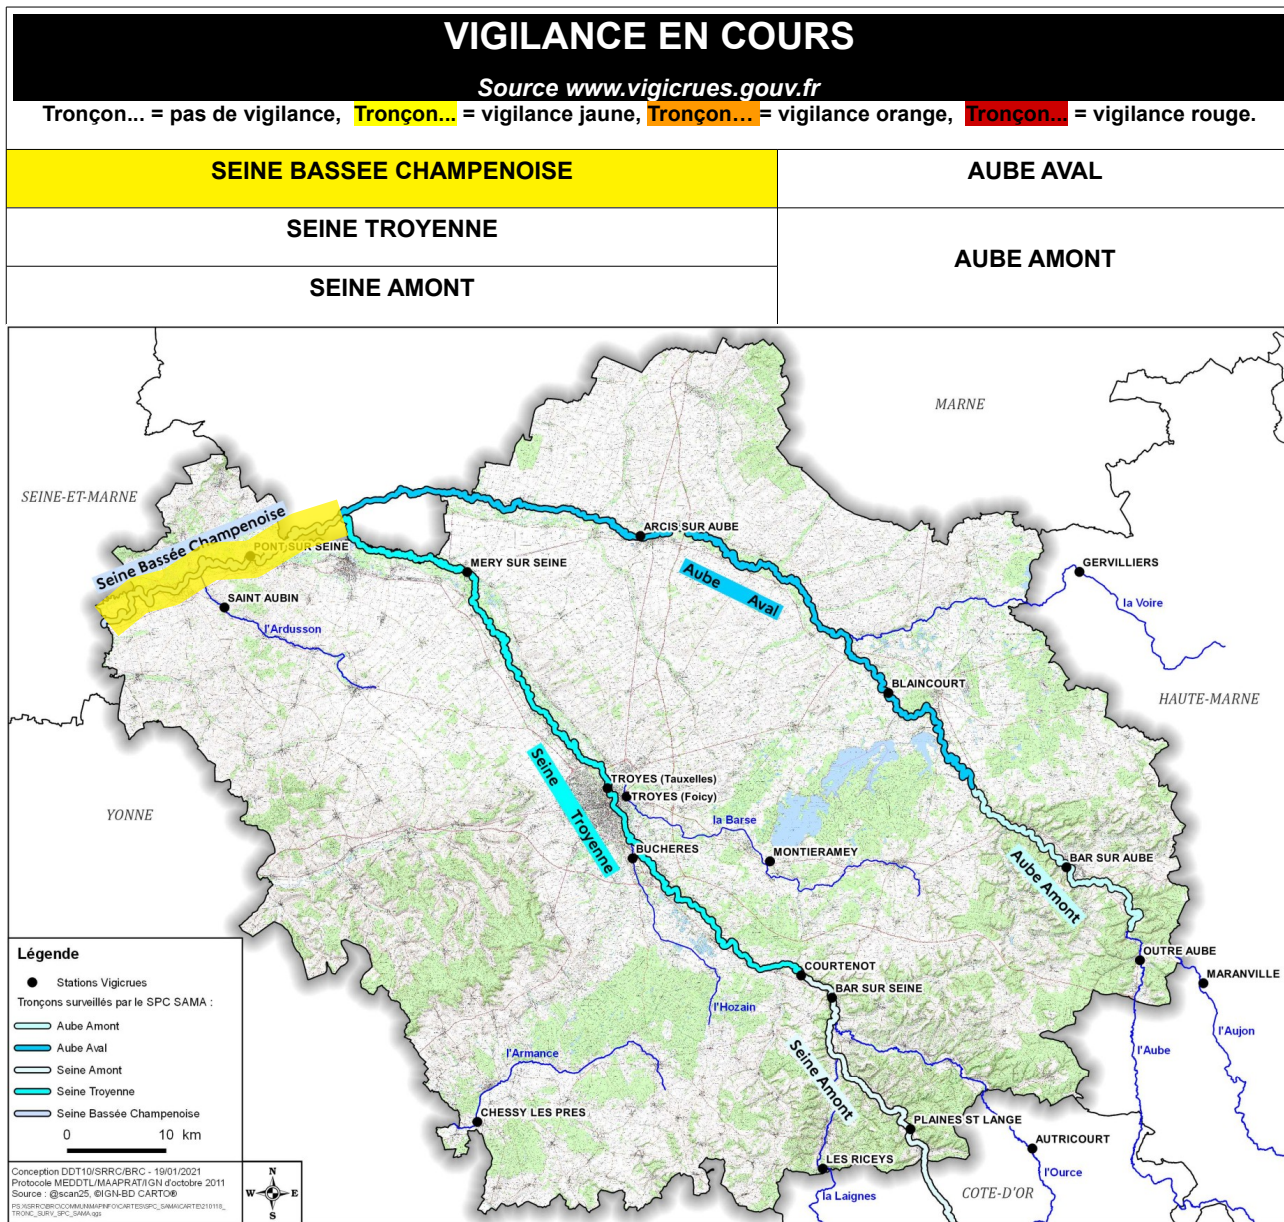 VIGILANCE EN COURS
Source www.vigicrues.gouv.fr
Tronçon... = pas de vigilance, Tronçon... = vigilance jaune, Tronçon... = vigilance orange, Tronçon... = vigilance rouge.
SEINE BASSEE CHAMPENOISE
AUBE AVAL
SEINE TROYENNE
AUBE AMONT
SEINE AMONT
MARNE
SEINE-ET-MARNE
Seine Bassée Champenoise
PONT SUR SEINE
ARCIS SUR AUBE
MERY SUR SEINE
Aube Aval
GERVILLIERS
SAINT AUBIN
la Voire
l'Ardusson
BLAINCOURT
HAUTE-MARNE
Seine Troyenne
TROYES (Tauxelles)
TROYES (Foicy)
YONNE
la Barse
BUCHERES
MONTIERAMEY
BAR SUR AUBE
Aube Amont
OUTRE AUBE
COURTENOT
MARANVILLE
BAR SUR SEINE
l'Hozain
l'Aujon
l'Armance
l'Aube
Seine Amont
CHESSY LES PRES
PLAINES ST LANGE
AUTRICOURT
LES RICEYS
l'Ource
la Laignes
COTE-D'OR
Légende
Stations Vigicrues
Tronçons surveillés par le SPC SAMA :
Aube Amont
Aube Aval
Seine Amont
Seine Troyenne
Seine Bassée Champenoise
0 10 km
Conception DDT10/SRRC/BRC - 19/01/2021
Protocole MEDDTL/MAAPRAT/IGN d'octobre 2011
Source : @scan25, ©IGN-BD CARTO®
N
W E
S